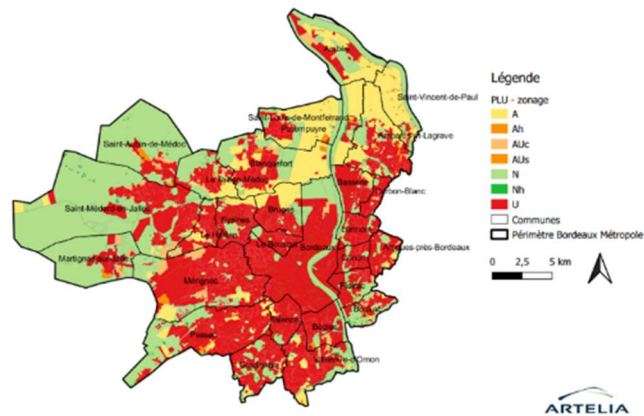 Ambès
Saint-Vincent-de-Paul
Saint-Louis-de-Montferrand
Parempuyre
Ambarès-et-Lagrave
Saint-Aubin-de-Médoc
Blanquefort
Le Taillan-Médoc
Bassens
Carbon-Blanc
Saint-Médard-en-Jalles
Eysines
Bruges
Lormont
Le Haillan
Le Bouscat
Bordeaux
Artigues-près-Bordeaux
Cenon
Martignas-sur-Jalle
Mérignac
Floirac
Bouliac
Talence
Bègles
Pessac
Gradignan
Villenave-d'Ornon
Légende
PLU - zonage
A
Ah
AUc
AUs
N
Nh
U
Communes
Périmètre Bordeaux Métropole
0 2,5 5 km
ARTELIA